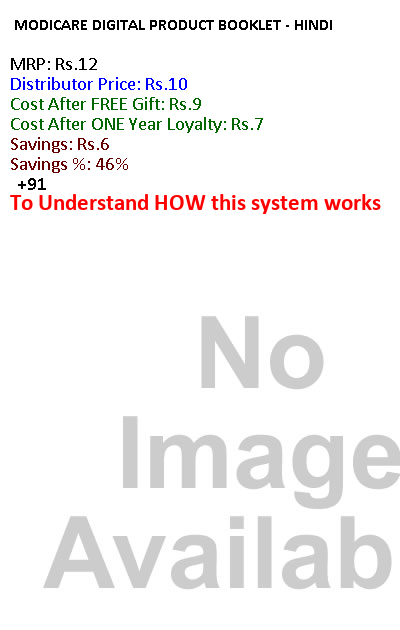 MODICARE DIGITAL PRODUCT BOOKLET - HINDI
MRP: Rs.12
Distributor Price: Rs.10
Cost After FREE Gift: Rs.9
Cost After ONE Year Loyalty: Rs.7
Savings: Rs.6
Savings %: 46%
+91
To Understand HOW this system works
No
Image
Availab